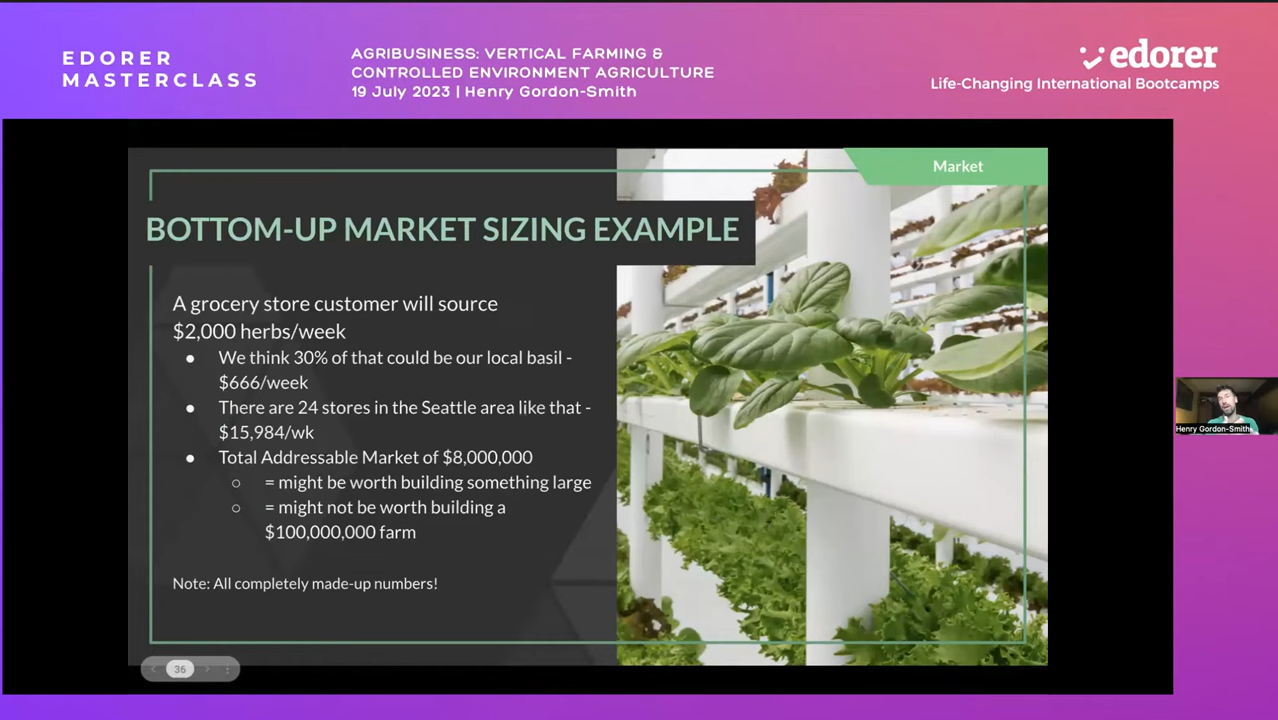 EDORER
MASTERCLASS
AGRIBUSINESS: VERTICAL FARMING &
CONTROLLED ENVIRONMENT AGRICULTURE
19 July 2023 | Henry Gordon-Smith
edorer
Life-Changing International Bootcamps
Market
BOTTOM-UP MARKET SIZING EXAMPLE
A grocery store customer will source
$2,000 herbs/week
● We think 30% of that could be our local basil -
$666/week
● There are 24 stores in the Seattle area like that -
$15,984/wk
● Total Addressable Market of $8,000,000
○ = might be worth building something large
○ = might not be worth building a
$100,000,000 farm
Note: All completely made-up numbers!
36
Henry Gordon-Smith